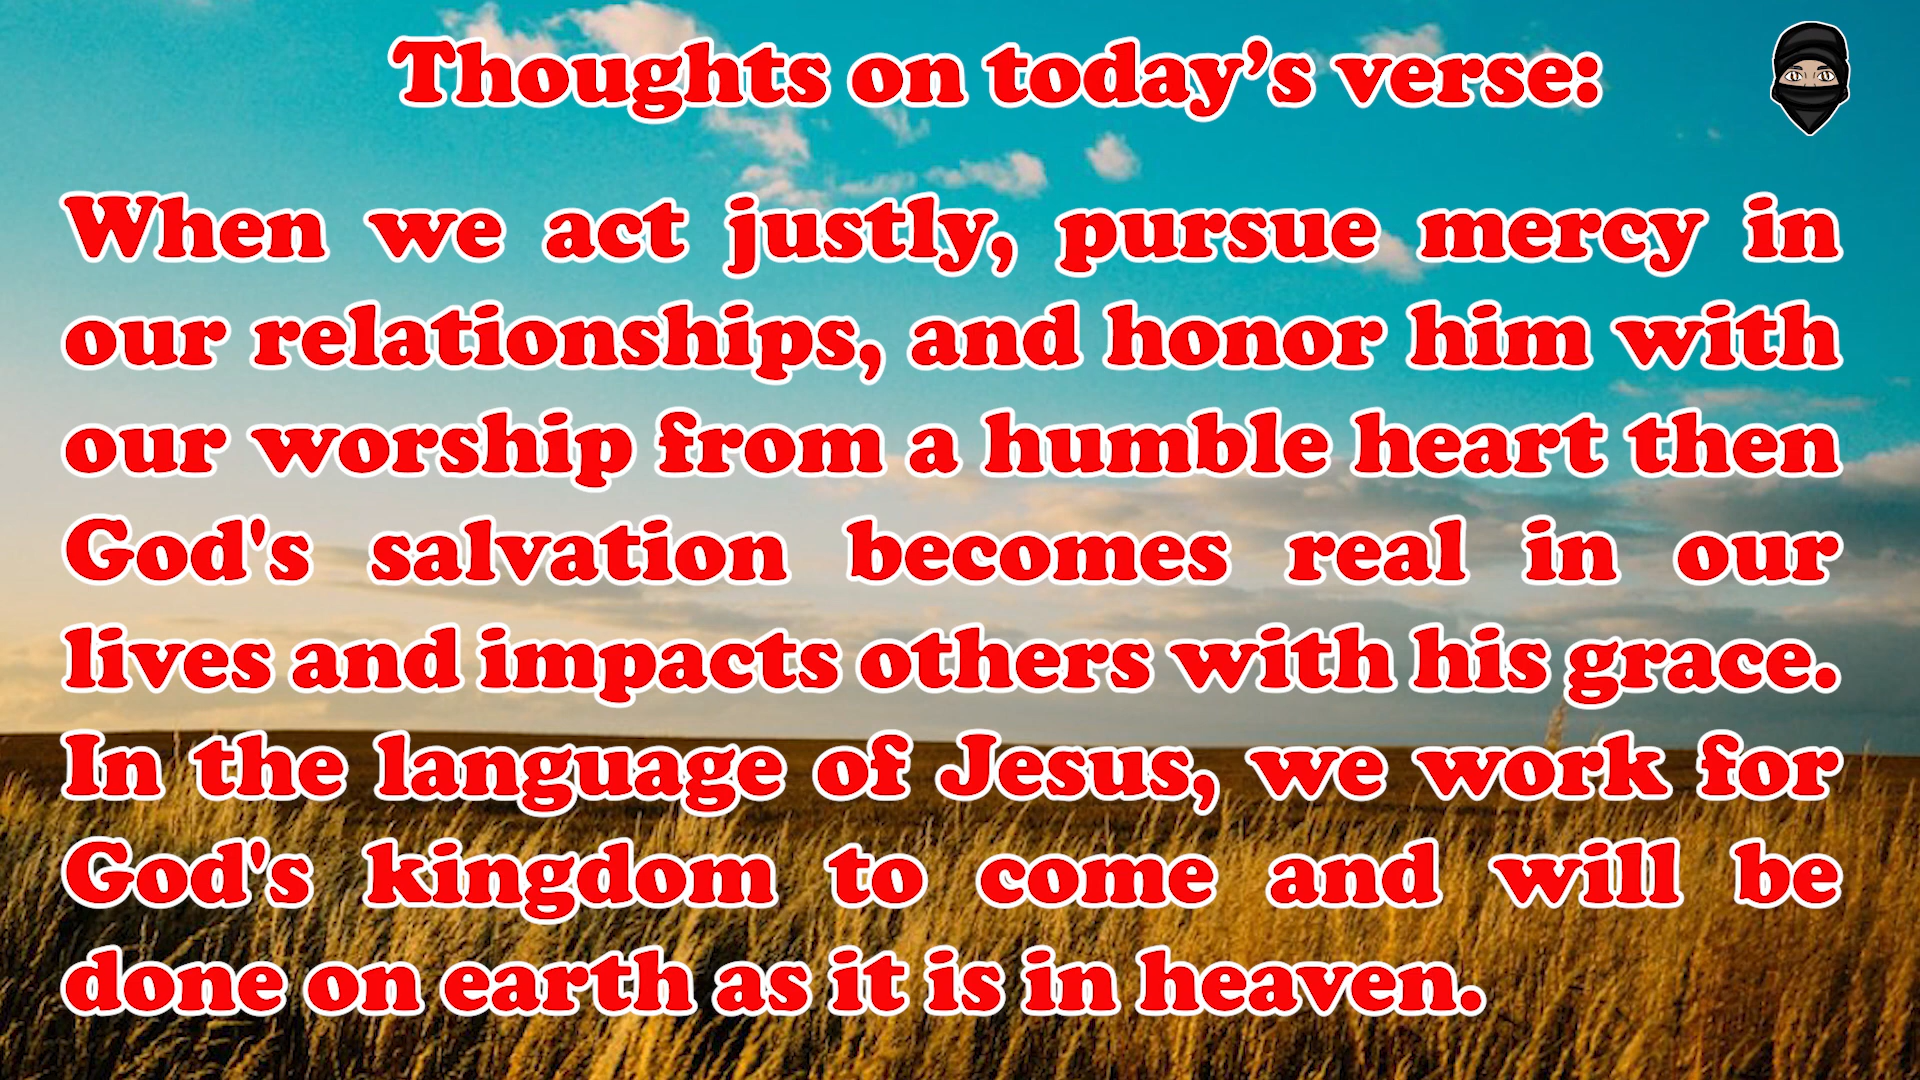 Thoughts on today’s verse:
When we act justly, pursue mercy in
our relationships, and honor him with
our worship from a humble heart then
God's salvation becomes real in our
lives and impacts others with his grace.
In the language of Jesus, we work for
God's kingdom to come and will be
done on earth as it is in heaven.